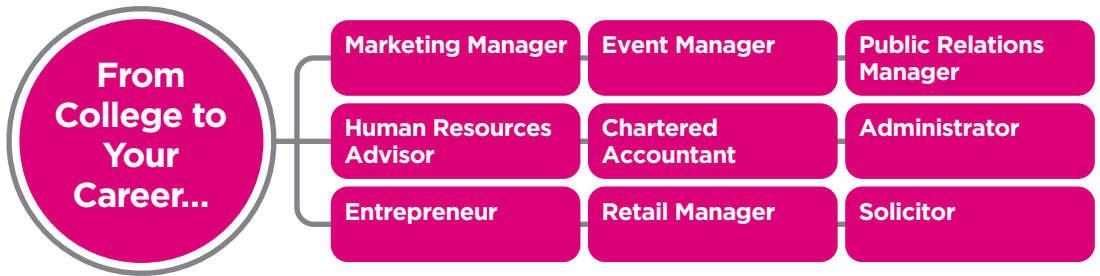 From
College to
Your
Career...
Marketing Manager
Event Manager
Public Relations
Manager
Human Resources
Advisor
Chartered
Accountant
Administrator
Entrepreneur
Retail Manager
Solicitor